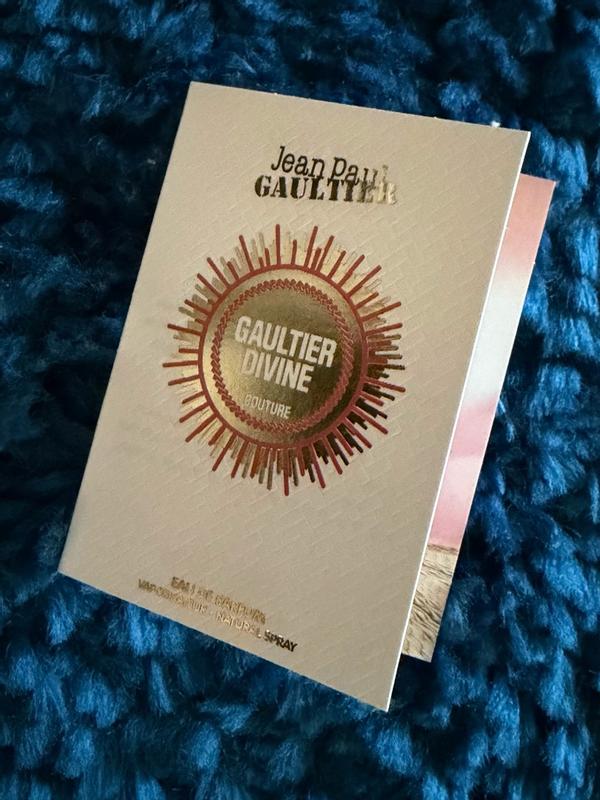 Jean Paul
GAULTIER
GAULTIER
DIVINE
COUTURE
EAU DE PARFUM
VAPORISATEUR - NATURAL SPRAY